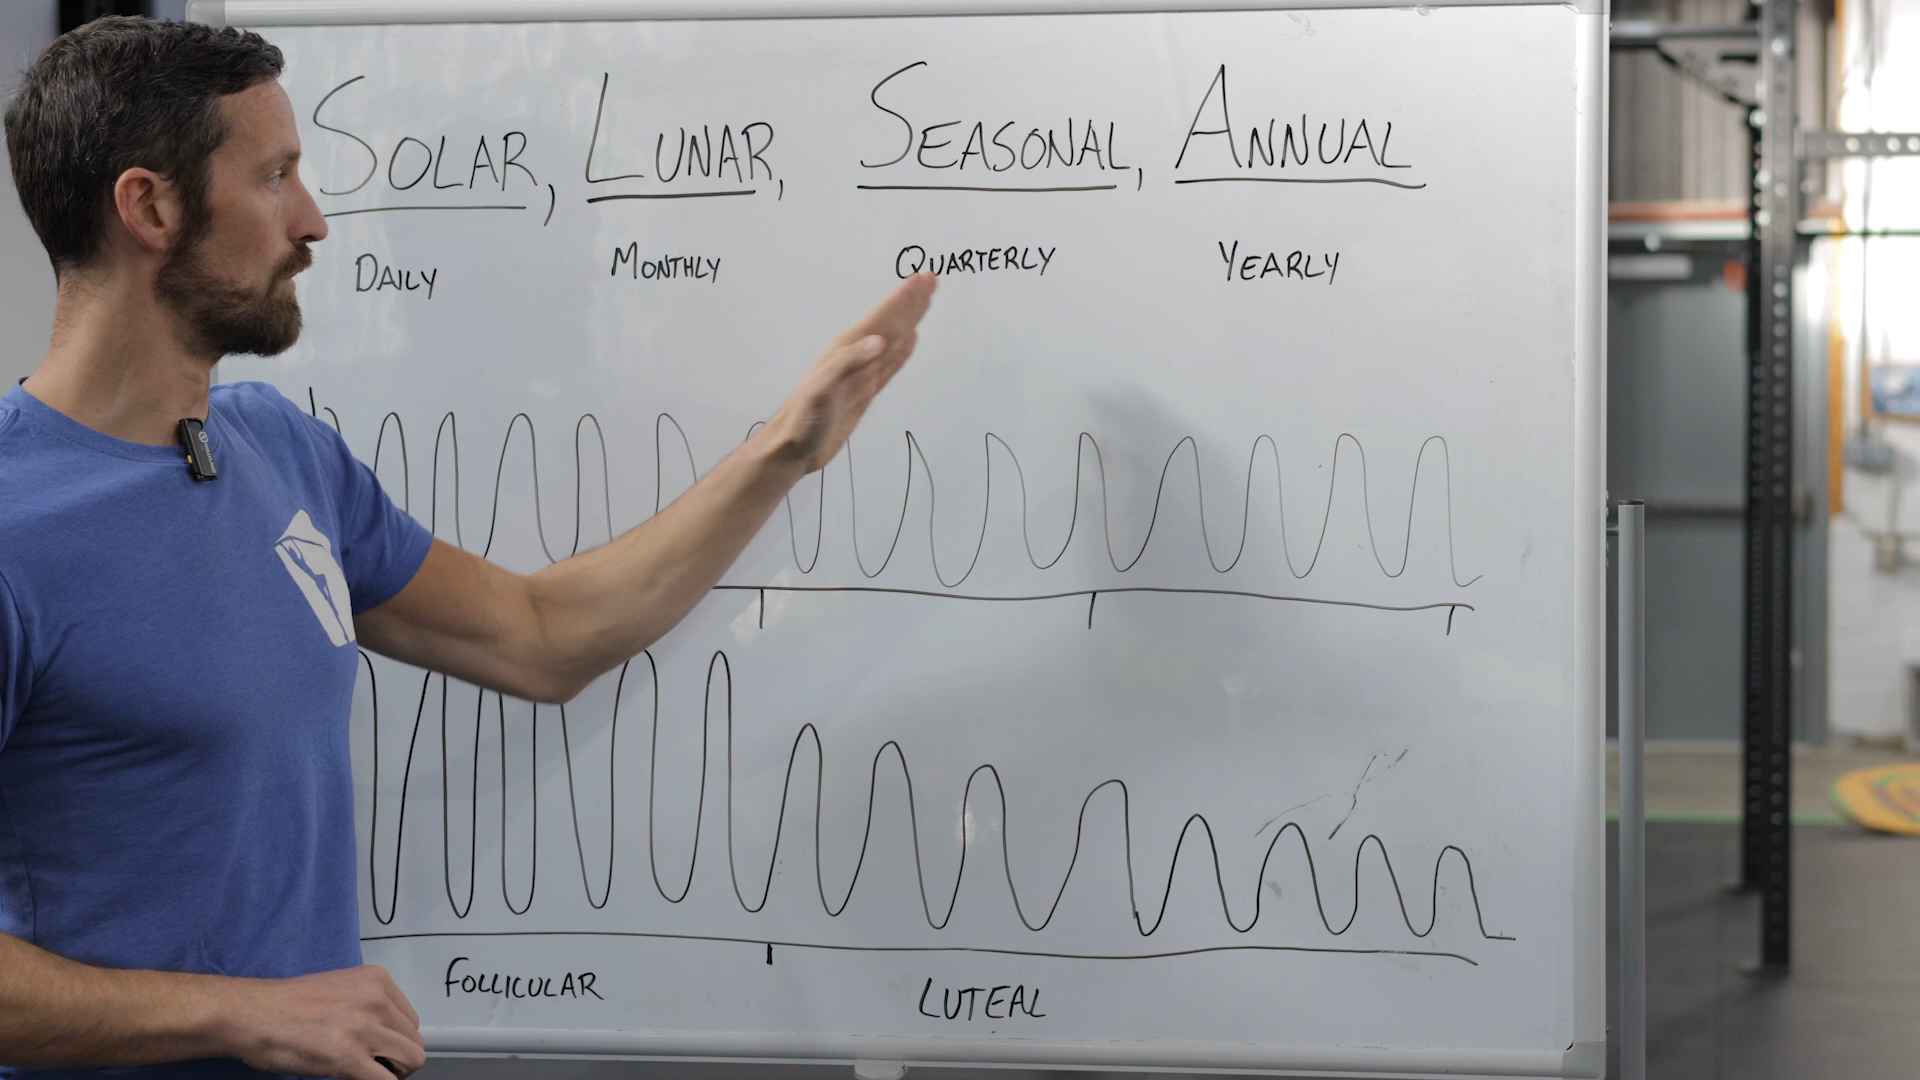 SOLAR, LUNAR, SEASONAL, ANNUAL
DAILY MONTHLY QUARTERLY YEARLY
FOLLICULAR LUTEAL